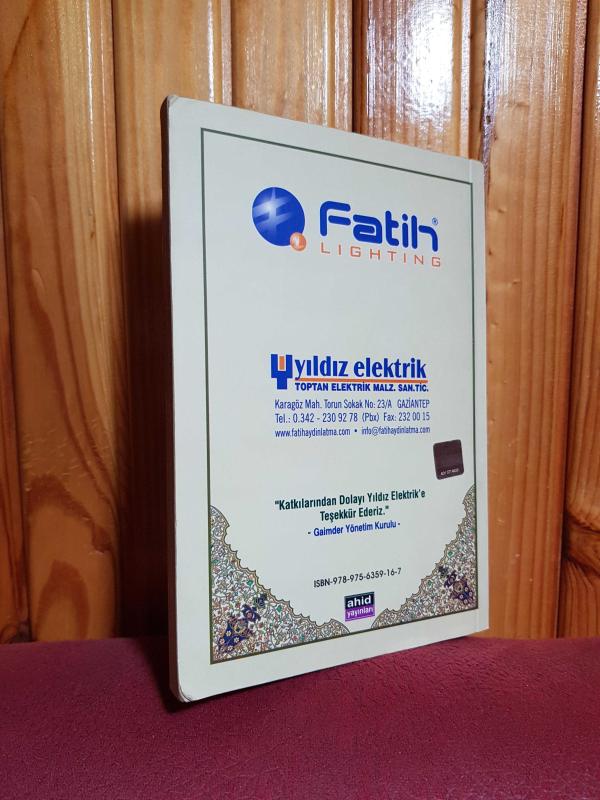 Fatih®
LIGHTING
yıldız elektrik
TOPTAN ELEKTRİK MALZ. SAN.TİC.
Karagöz Mah. Torun Sokak No: 23/A GAZİANTEP
Tel.: 0.342 - 230 92 78 (Pbx) Fax: 232 00 15
www.fatihaydinlatma.com • info@fatihaydinlatma.com
"Katkılarından Dolayı Yıldız Elektrik'e
Teşekkür Ederiz."
- Gaimder Yönetim Kurulu -
ISBN-978-975-6359-16-7
ahid
yayınları